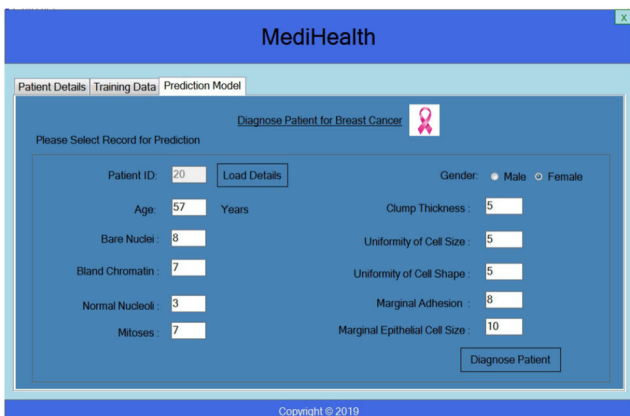 X
MediHealth
Patient Details Training Data Prediction Model
Diagnose Patient for Breast Cancer
Please Select Record for Prediction
Patient ID: 20 Load Details Gender: Male Female
Age: 57 Years Clump Thickness : 5
Bare Nuclei : 8 Uniformity of Cell Size : 5
Bland Chromatin : 7 Uniformity of Cell Shape : 5
Normal Nucleoli : 3 Marginal Adhesion : 8
Mitoses : 7 Marginal Epithelial Cell Size : 10
Diagnose Patient
Copyright © 2019